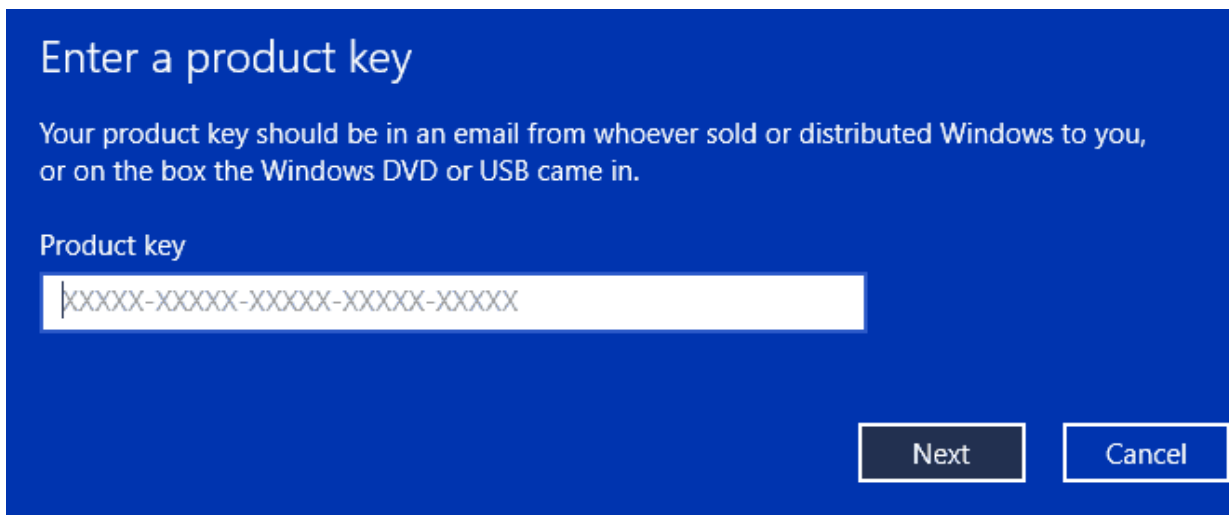 Enter a product key
Your product key should be in an email from whoever sold or distributed Windows to you,
or on the box the Windows DVD or USB came in.
Product key
XXXXX-XXXXX-XXXXX-XXXXX-XXXXX
Next
Cancel